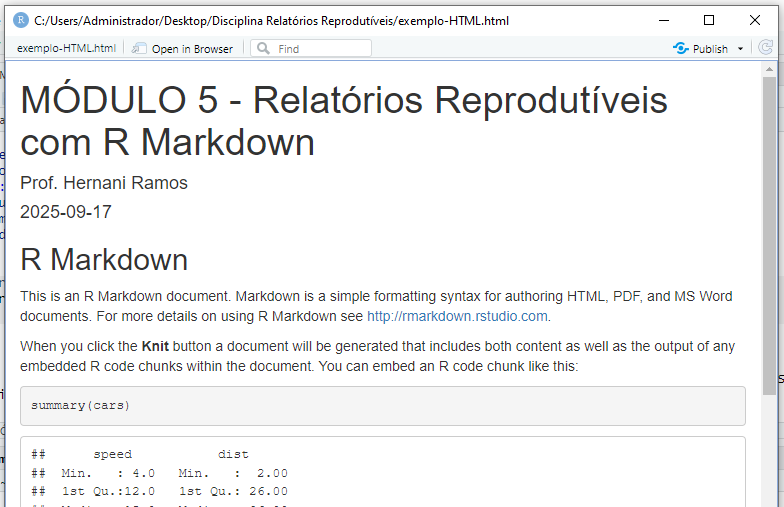 C:/Users/Administrador/Desktop/Disciplina Relatórios Reprodutíveis/exemplo-HTML.html
exemplo-HTML.html Open in Browser Find Publish
MÓDULO 5 - Relatórios Reprodutíveis
com R Markdown
Prof. Hernani Ramos
2025-09-17
R Markdown
This is an R Markdown document. Markdown is a simple formatting syntax for authoring HTML, PDF, and MS Word
documents. For more details on using R Markdown see http://rmarkdown.rstudio.com.
When you click the Knit button a document will be generated that includes both content as well as the output of any
embedded R code chunks within the document. You can embed an R code chunk like this:
summary(cars)
##      speed           dist
##  Min.   : 4.0   Min.   :  2.00
##  1st Qu.:12.0   1st Qu.: 26.00